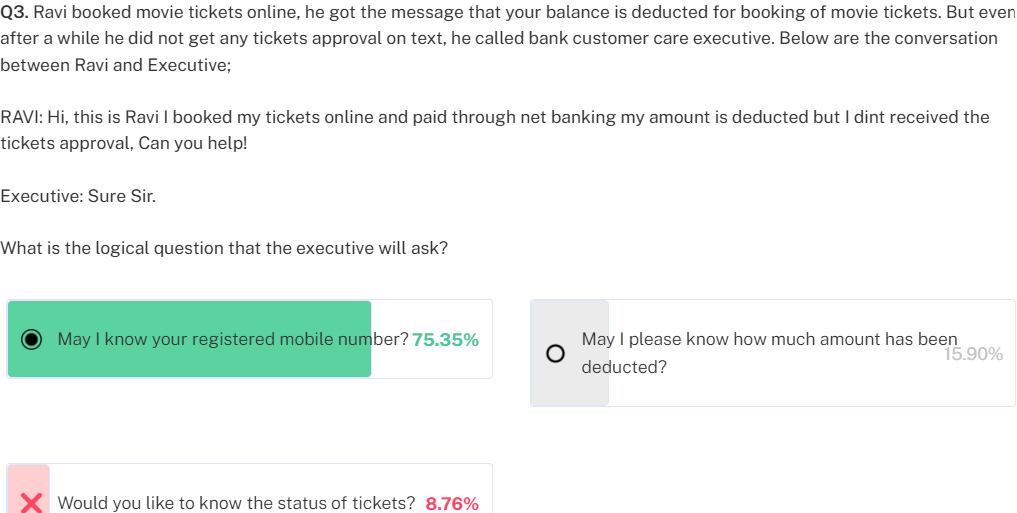 Q3. Ravi booked movie tickets online, he got the message that your balance is deducted for booking of movie tickets. But even
after a while he did not get any tickets approval on text, he called bank customer care executive. Below are the conversation
between Ravi and Executive;
RAVI: Hi, this is Ravi I booked my tickets online and paid through net banking my amount is deducted but I dint received the
tickets approval, Can you help!
Executive: Sure Sir.
What is the logical question that the executive will ask?
May I know your registered mobile number? 75.35%
May I please know how much amount has been
deducted? 15.90%
Would you like to know the status of tickets? 8.76%